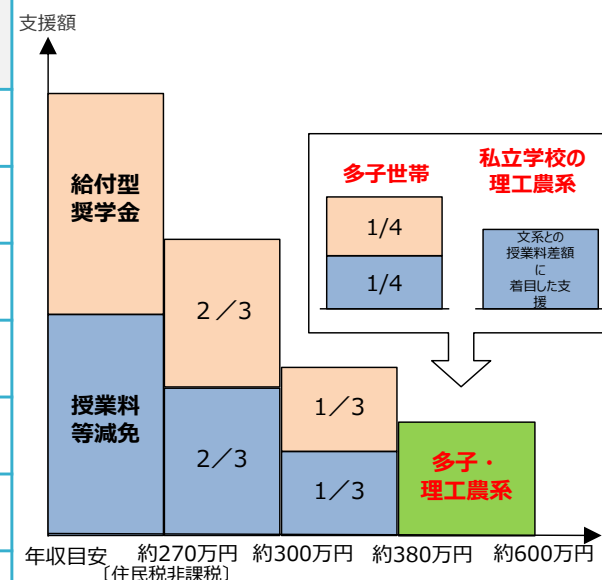 支援額
給付型
奨学金
授業料
等減免
2／3
2／3
1／3
1／3
多子世帯
1/4
1/4
私立学校の
理工農系
文系との
授業料差額
に
着目した支
援
多子・
理工農系
年収目安
約270万円
〔住民税非課税〕
約300万円
約380万円
約600万円